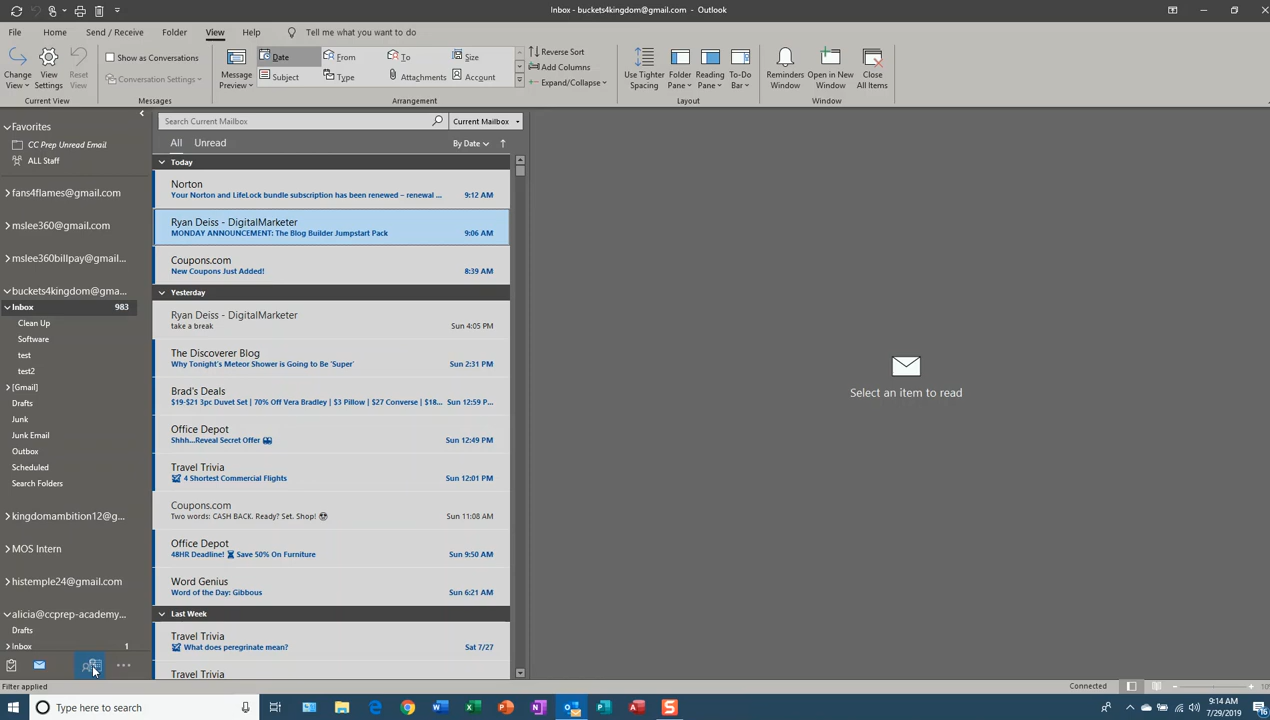 Inbox - buckets4kingdom@gmail.com - Outlook
File Home Send / Receive Folder View Help Tell me what you want to do
Change View View Settings Reset View
Current View
Show as Conversations
Conversation Settings
Messages
Message Preview
Date From To Size
Subject Type Attachments Account
Arrangement
Reverse Sort
Add Columns
Expand/Collapse
Use Tighter Spacing Folder Pane Reading Pane To-Do Bar
Layout
Reminders Window Open in New Window Close All Items
Window
Favorites
CC Prep Unread Email
ALL Staff
fans4flames@gmail.com
mslee360@gmail.com
mslee360billpay@gmail...
buckets4kingdom@gma...
Inbox 983
Clean Up
Software
test
test2
[Gmail]
Drafts
Junk
Junk Email
Outbox
Scheduled
Search Folders
kingdomambition12@g...
MOS Intern
histemple24@gmail.com
alicia@ccprep-academy...
Drafts
Inbox 1
Search Current Mailbox Current Mailbox
All Unread By Date
Today
Norton
Your Norton and LifeLock bundle subscription has been renewed – renewal ... 9:12 AM
Ryan Deiss - DigitalMarketer
MONDAY ANNOUNCEMENT: The Blog Builder Jumpstart Pack 9:06 AM
Coupons.com
New Coupons Just Added! 8:39 AM
Yesterday
Ryan Deiss - DigitalMarketer
take a break Sun 4:05 PM
The Discoverer Blog
Why Tonight's Meteor Shower is Going to Be 'Super' Sun 2:31 PM
Brad's Deals
$19-$21 3pc Duvet Set | 70% Off Vera Bradley | $3 Pillow | $27 Converse | $18... Sun 12:59 P...
Office Depot
Shhh...Reveal Secret Offer Sun 12:49 PM
Travel Trivia
4 Shortest Commercial Flights Sun 12:01 PM
Coupons.com
Two words: CASH BACK. Ready? Set. Shop! Sun 11:08 AM
Office Depot
48HR Deadline! Save 50% On Furniture Sun 9:50 AM
Word Genius
Word of the Day: Gibbous Sun 6:21 AM
Last Week
Travel Trivia
What does peregrinate mean? Sat 7/27
Travel Trivia
Select an item to read
Filter applied
Connected
10
Type here to search
9:14 AM
7/29/2019
16